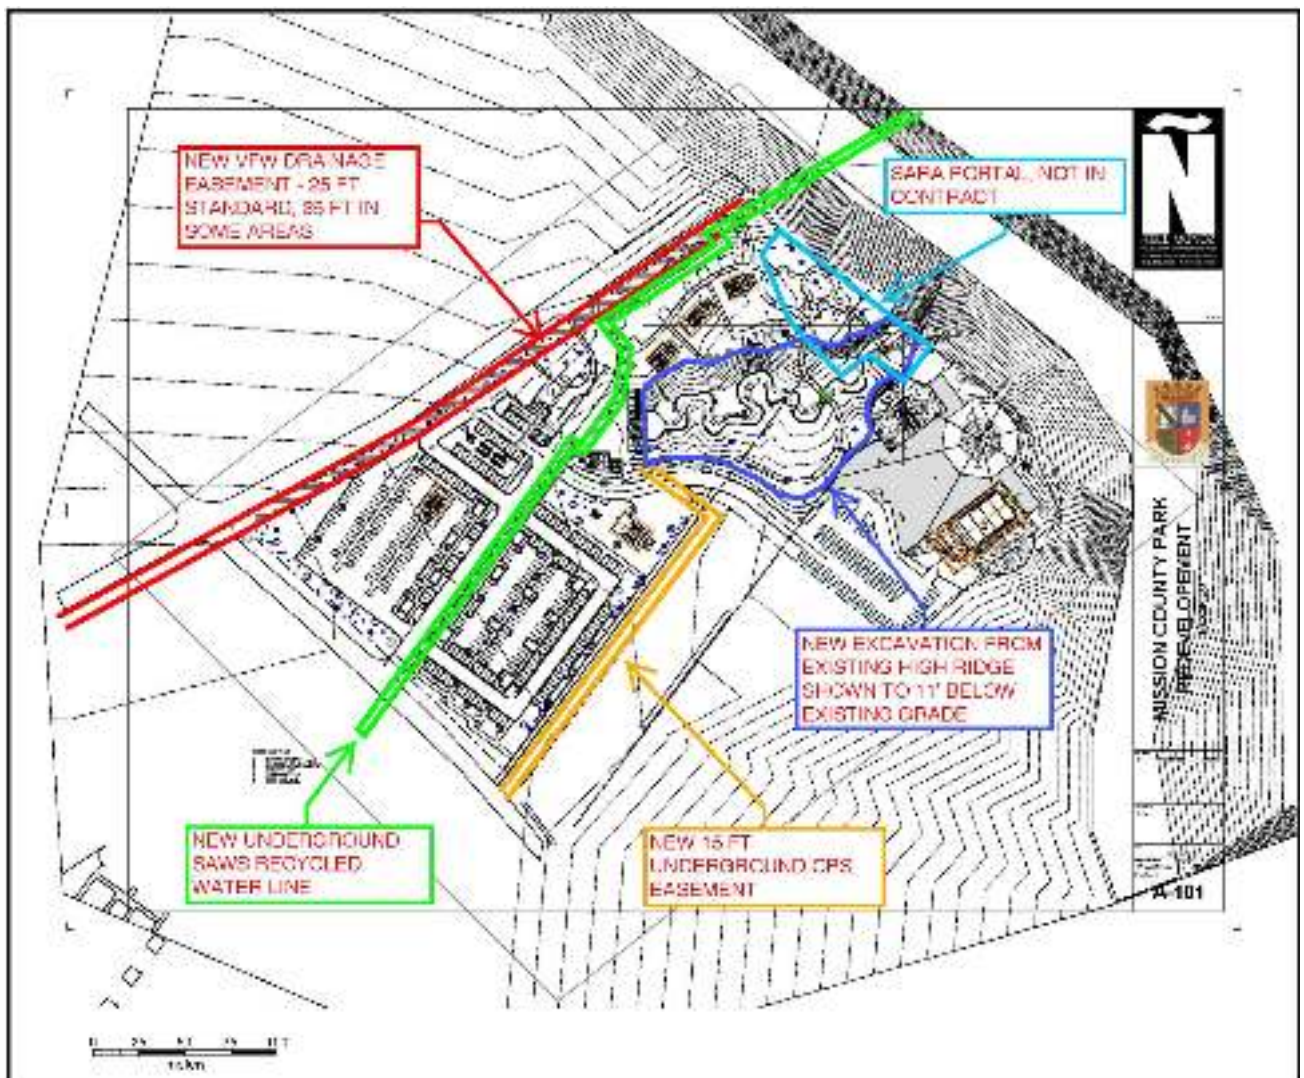 NEW VFW DRAINAGE
EASEMENT - 25 FT
STANDARD, 35 FT IN
SOME AREAS
SARA PORTAL, NOT IN
CONTRACT
NEW EXCAVATION FROM
EXISTING HIGH RIDGE
SHOWN TO 11' BELOW
EXISTING GRADE
NEW UNDERGROUND
SAWS RECYCLED
WATER LINE
NEW 15 FT
UNDERGROUND CPS
EASEMENT
N
MISSION COUNTY PARK
REDEVELOPEMENT
A-101
0